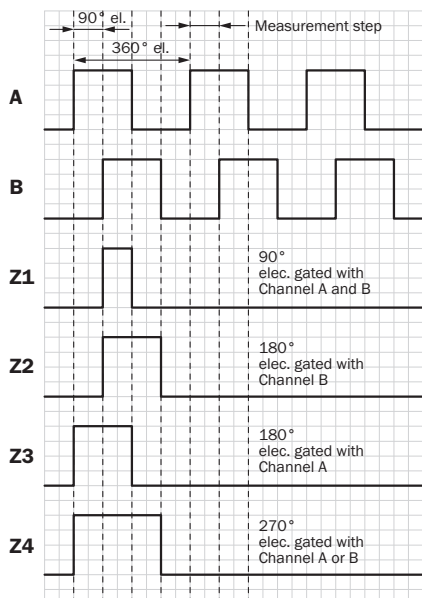 90° el.
Measurement step
360° el.
A
B
Z1
90°
elec. gated with
Channel A and B
Z2
180°
elec. gated with
Channel B
Z3
180°
elec. gated with
Channel A
Z4
270°
elec. gated with
Channel A or B